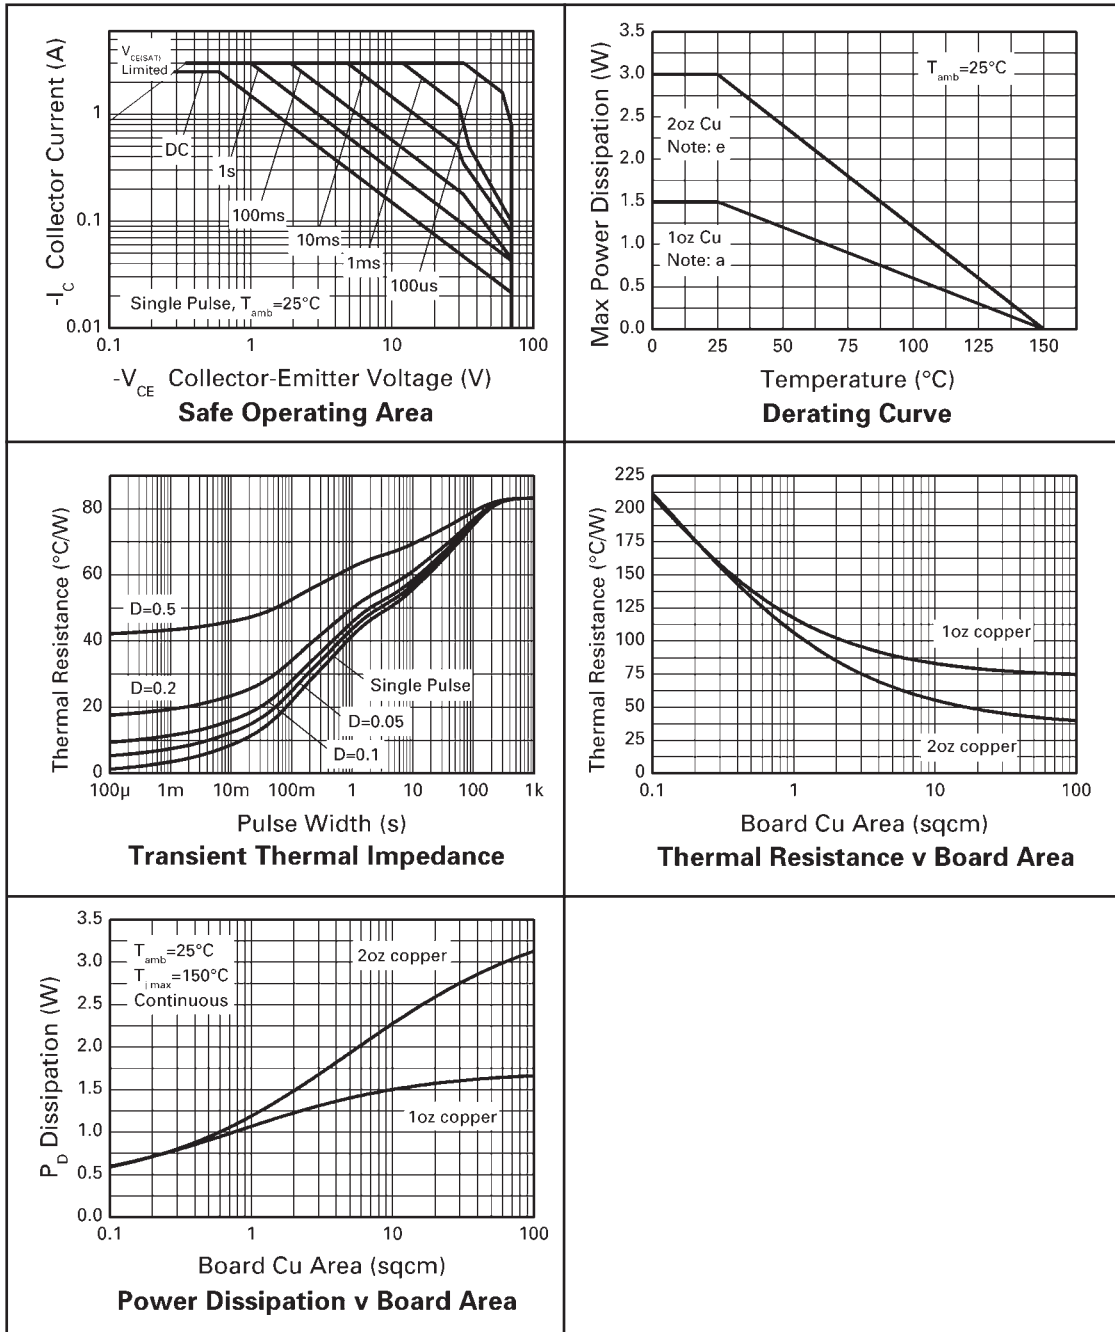 V CE(SAT)
Limited
DC
1s
100ms
10ms
1ms
100us
Single Pulse, Tamb=25°C
-IC Collector Current (A)
1
0.1
0.01
0.1 1 10 100
-VCE Collector-Emitter Voltage (V)
Safe Operating Area
Max Power Dissipation (W)
3.5
3.0
2.5
2.0
1.5
1.0
0.5
0.0
Tamb=25°C
2oz Cu
Note: e
1oz Cu
Note: a
0 25 50 75 100 125 150
Temperature (°C)
Derating Curve
Thermal Resistance (°C/W)
80
60
40
20
0
D=0.5
D=0.2
Single Pulse
D=0.05
D=0.1
100µ 1m 10m 100m 1 10 100 1k
Pulse Width (s)
Transient Thermal Impedance
Thermal Resistance (°C/W)
225
200
175
150
125
100
75
50
25
0
1oz copper
2oz copper
0.1 1 10 100
Board Cu Area (sqcm)
Thermal Resistance v Board Area
PD Dissipation (W)
3.5
3.0
2.5
2.0
1.5
1.0
0.5
0.0
Tamb=25°C
Tj max=150°C
Continuous
2oz copper
1oz copper
0.1 1 10 100
Board Cu Area (sqcm)
Power Dissipation v Board Area